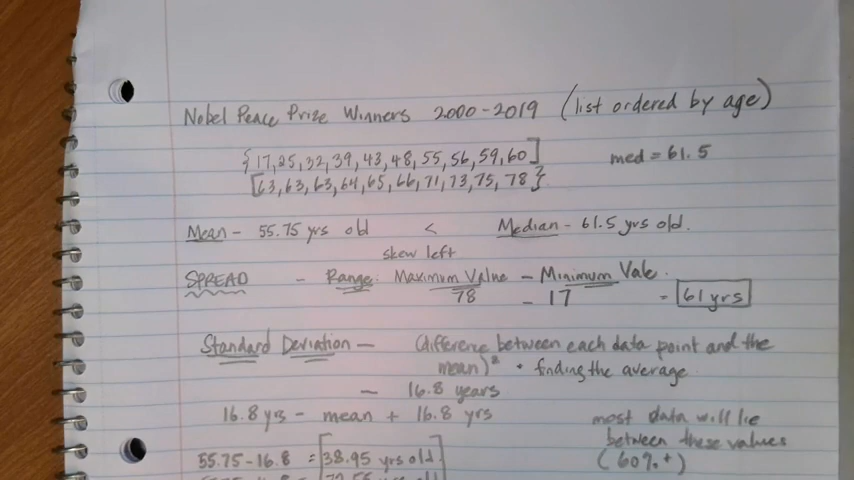 Nobel Peace Prize Winners 2000-2019 (list ordered by age)
{17,25,32,39,43,48,55,56,59,60] med = 61.5
[63,63,63,64,65,66,71,73,75,78}
Mean - 55.75 yrs old < Median - 61.5 yrs old.
skew left
SPREAD - Range: Maximum Value - Minimum Vale.
78 - 17 = 61 yrs
Standard Deviation - (difference between each data point and the
mean)² • finding the average
- 16.8 years
16.8 yrs - mean + 16.8 yrs most data will lie
between these values
55.75-16.8 = [38.95 yrs old] (60%+)